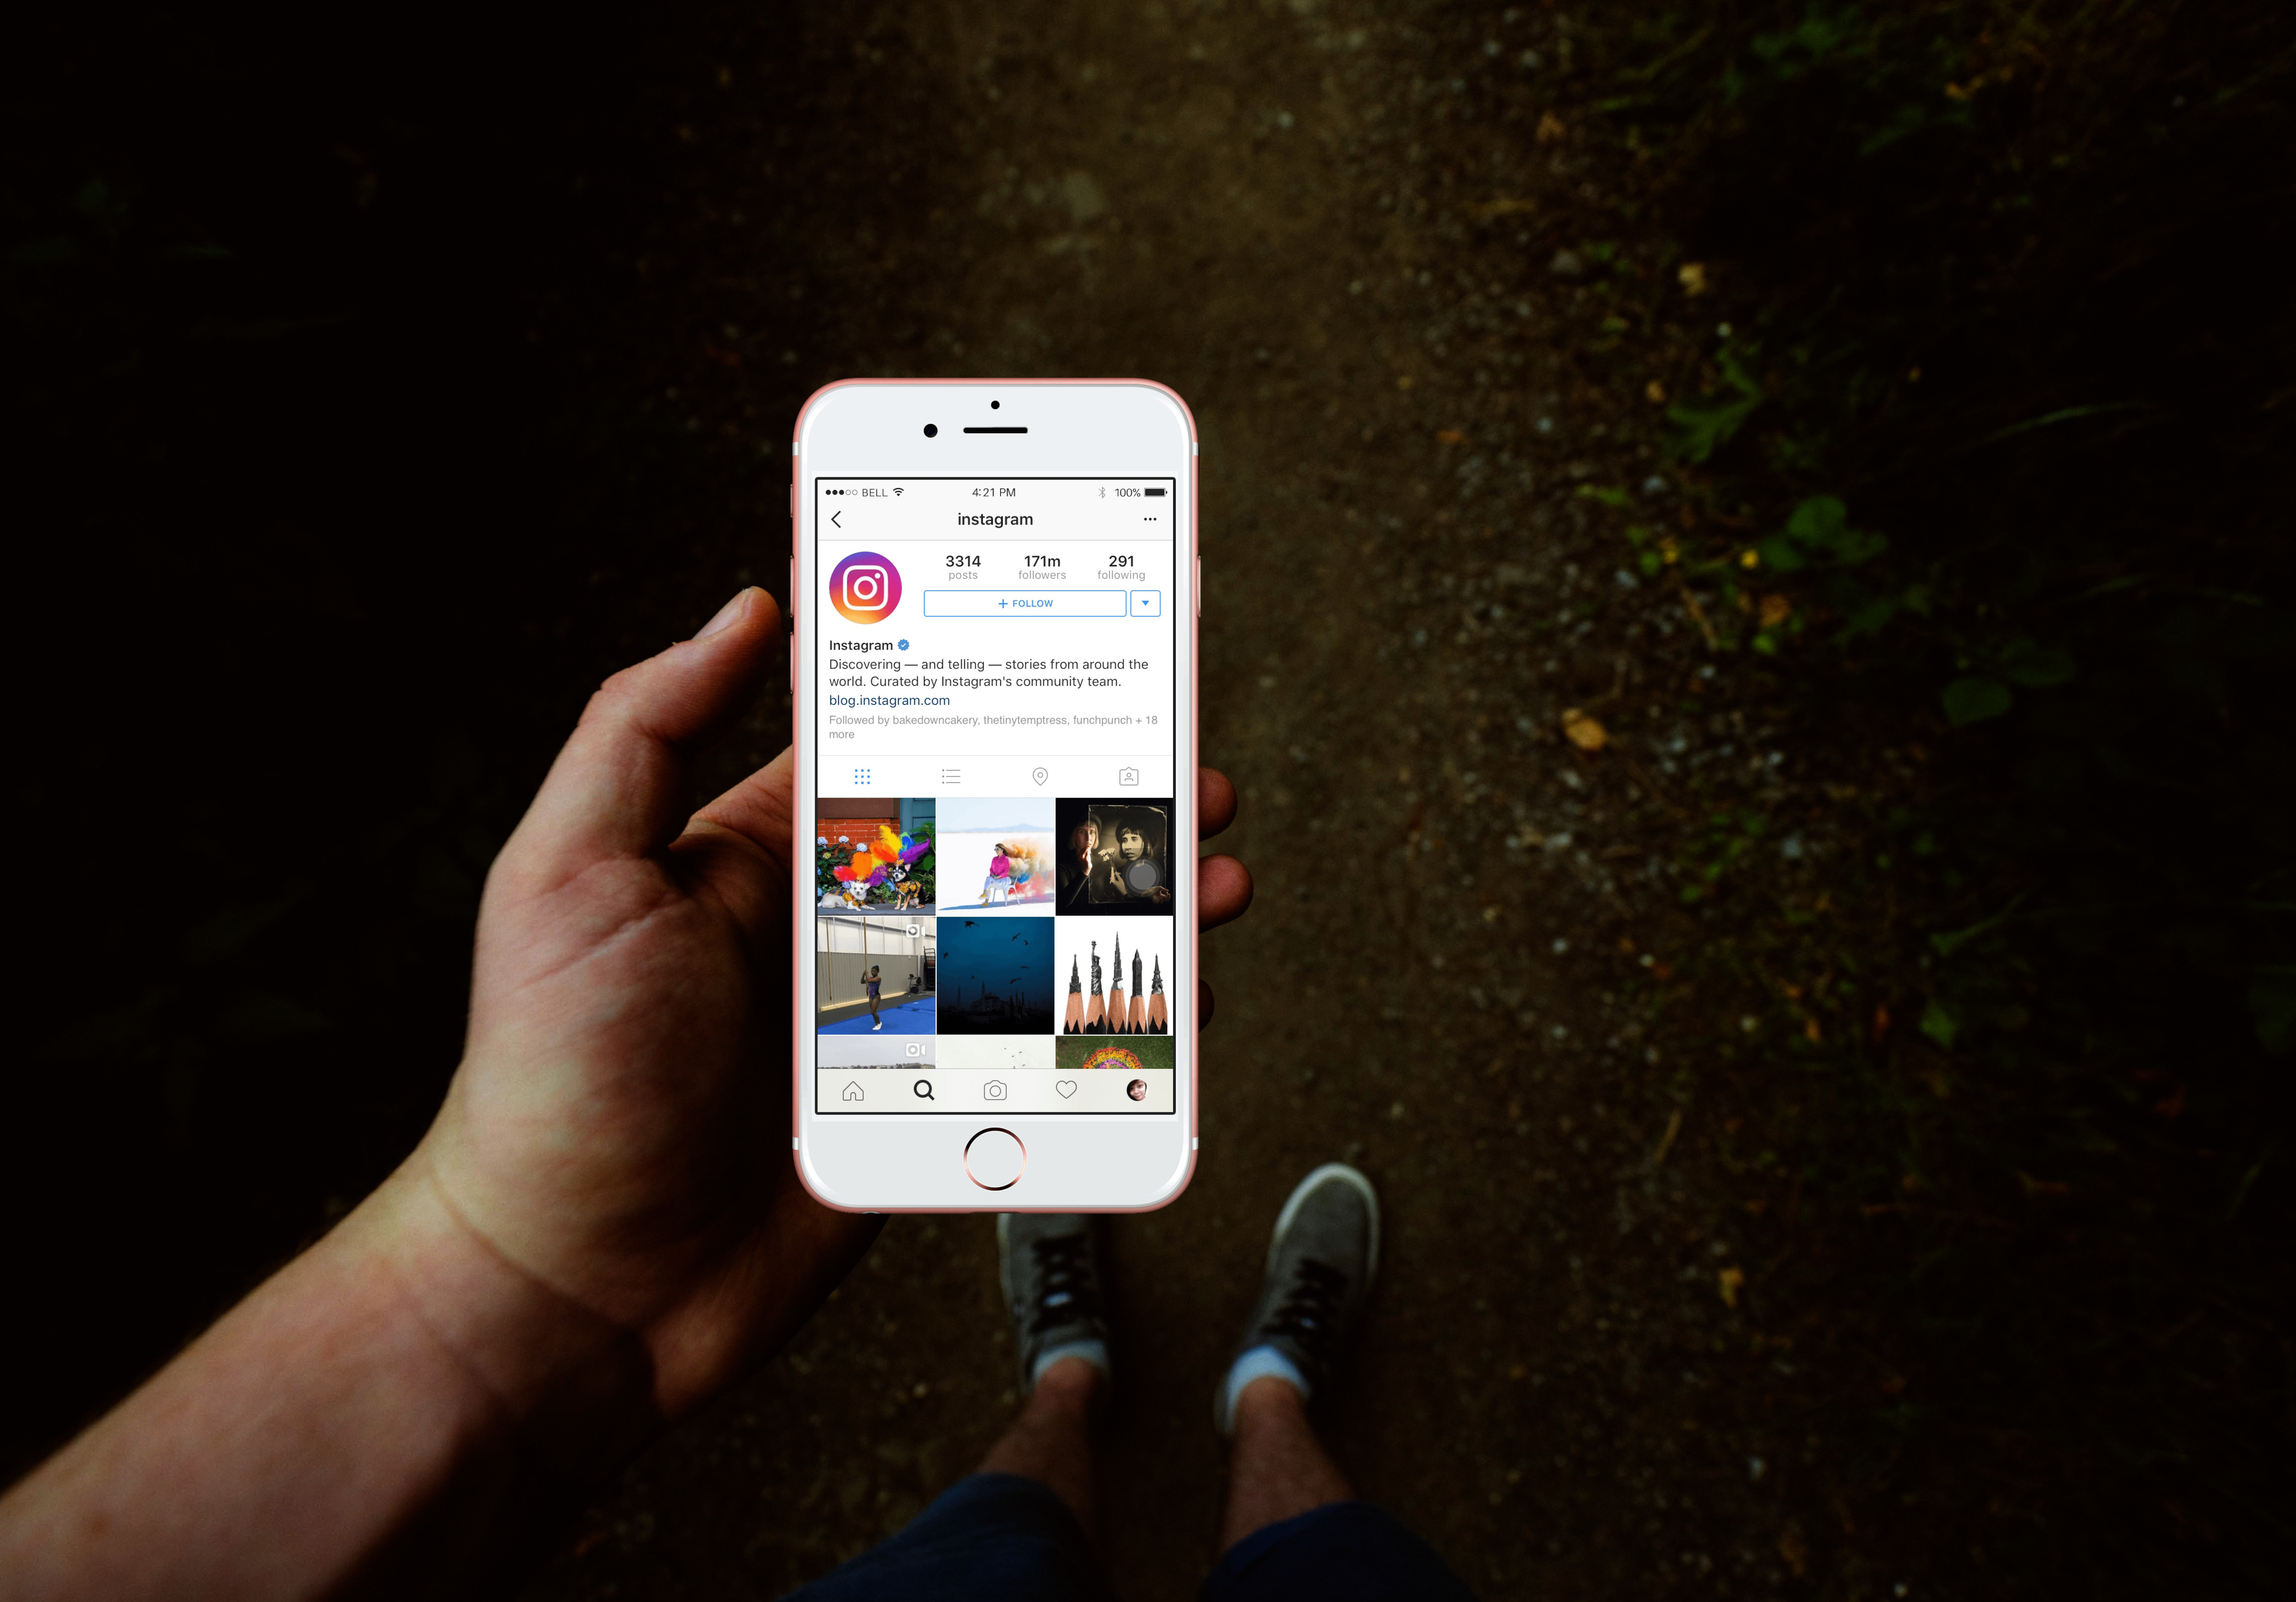 BELL 4:21 PM 100%
instagram
3314 171m 291
posts followers following
+ FOLLOW
Instagram
Discovering — and telling — stories from around the
world. Curated by Instagram's community team.
blog.instagram.com
Followed by bakedowncakery, thetinytemptress, funchpunch + 18
more